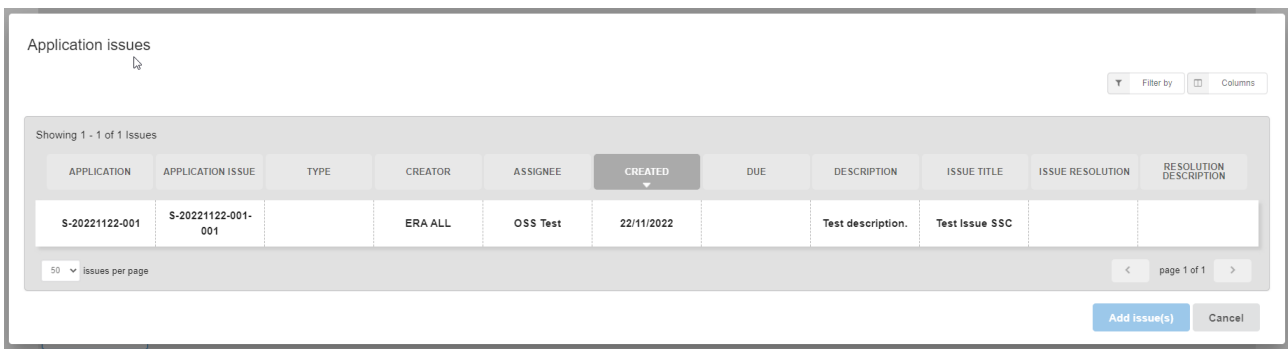 Application issues
Filter by Columns
Showing 1 - 1 of 1 Issues
APPLICATION APPLICATION ISSUE TYPE CREATOR ASSIGNEE CREATED DUE DESCRIPTION ISSUE TITLE ISSUE RESOLUTION RESOLUTION
DESCRIPTION
S-20221122-001 S-20221122-001- ERA ALL OSS Test 22/11/2022 Test description. Test Issue SSC
001
50 issues per page page 1 of 1
Add issue(s) Cancel